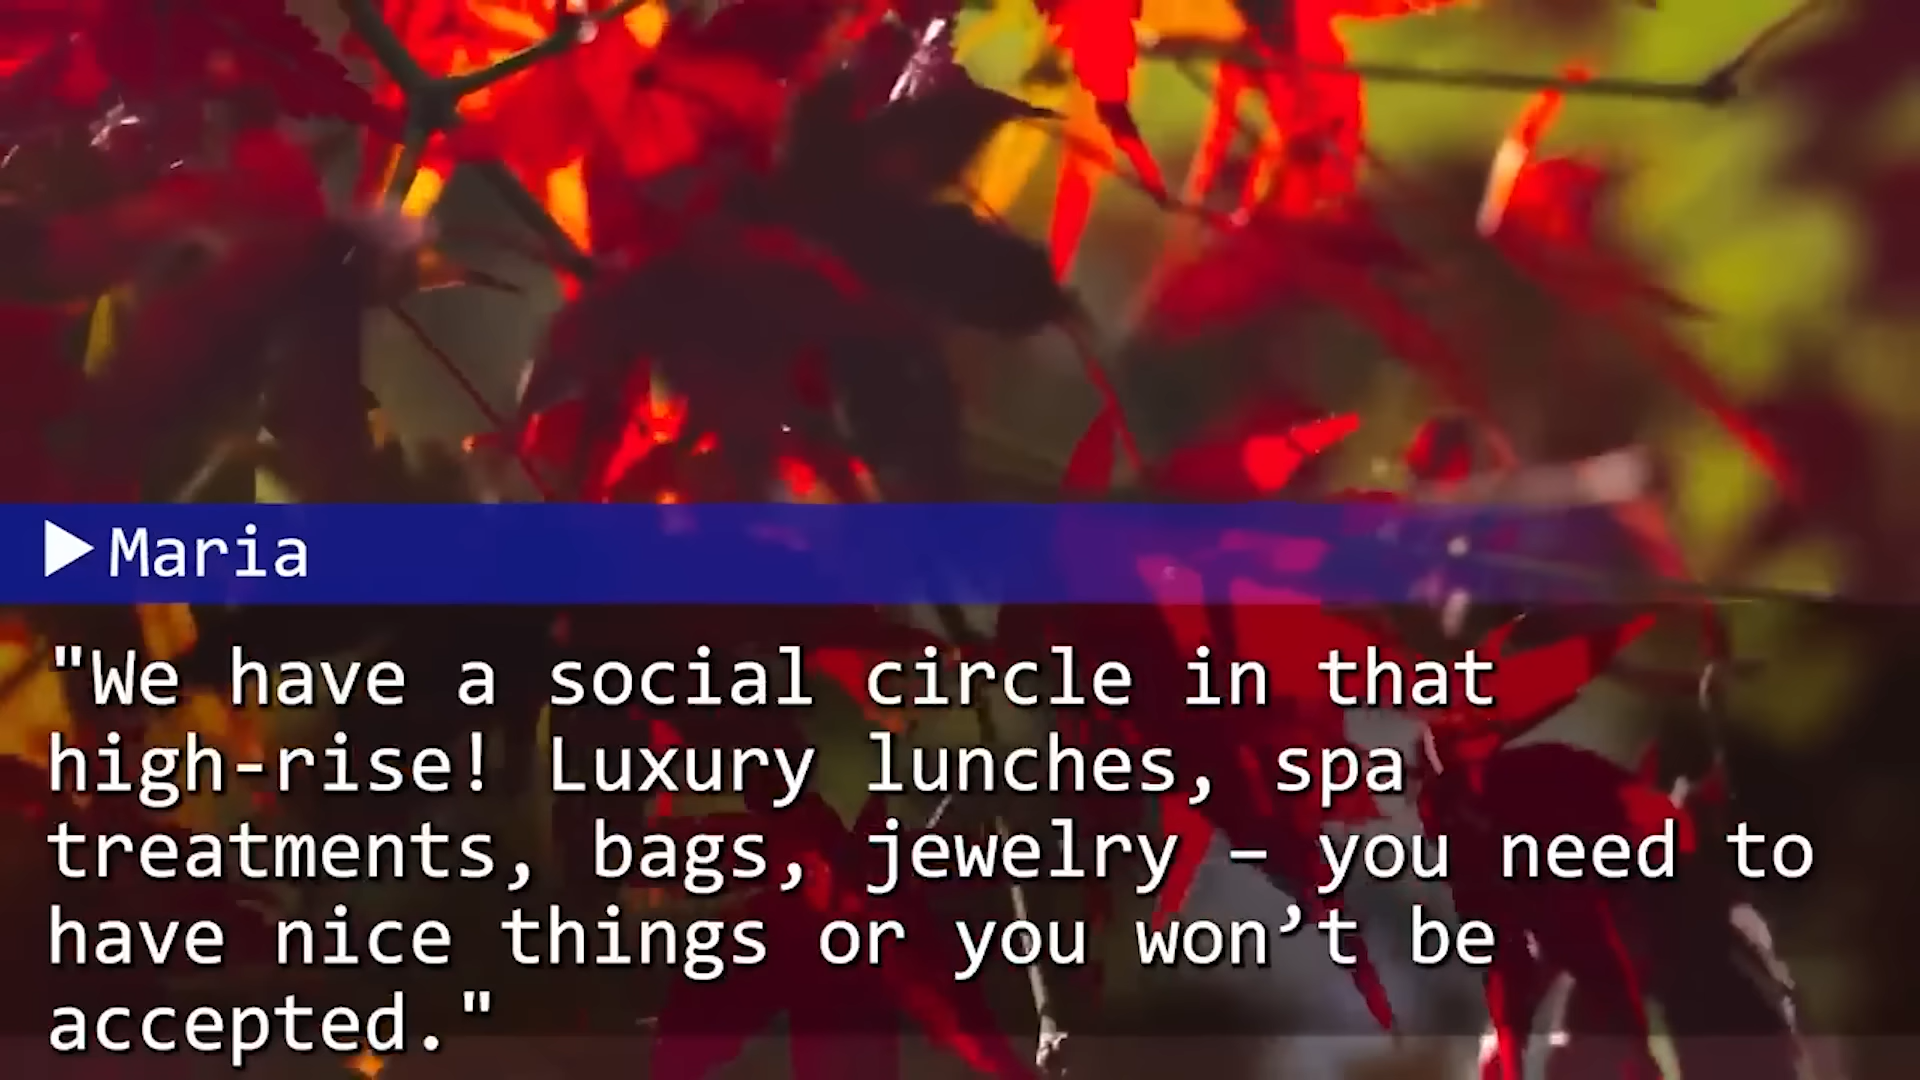 Maria
"We have a social circle in that
high-rise! Luxury lunches, spa
treatments, bags, jewelry – you need to
have nice things or you won’t be
accepted."